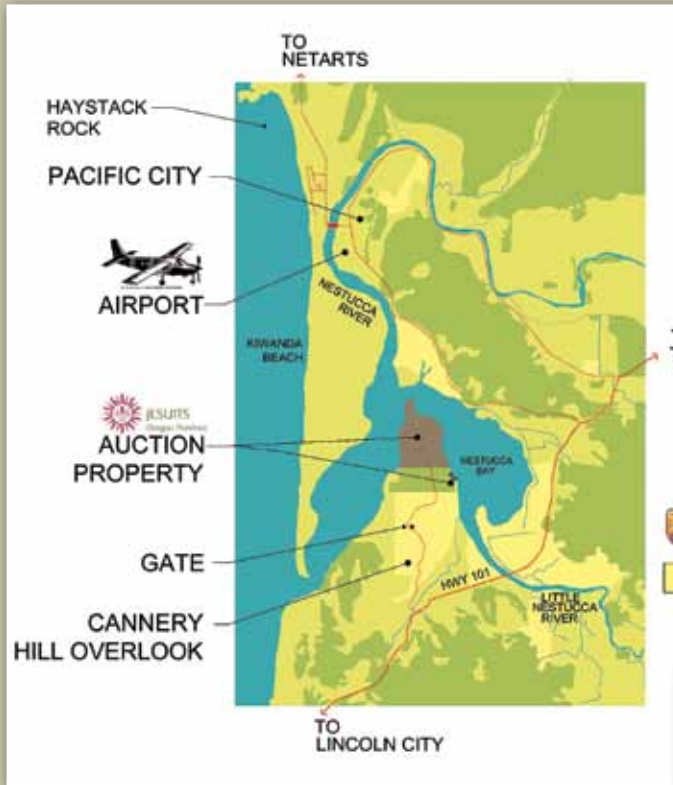 TO
NETARTS
HAYSTACK
ROCK
PACIFIC CITY
AIRPORT
NESTUCCA
RIVER
KIWANDA
BEACH
JESUITS
AUCTION
PROPERTY
NESTUCCA
BAY
GATE
HWY 101
CANNERY
HILL OVERLOOK
LITTLE
NESTUCCA
RIVER
TO
LINCOLN CITY